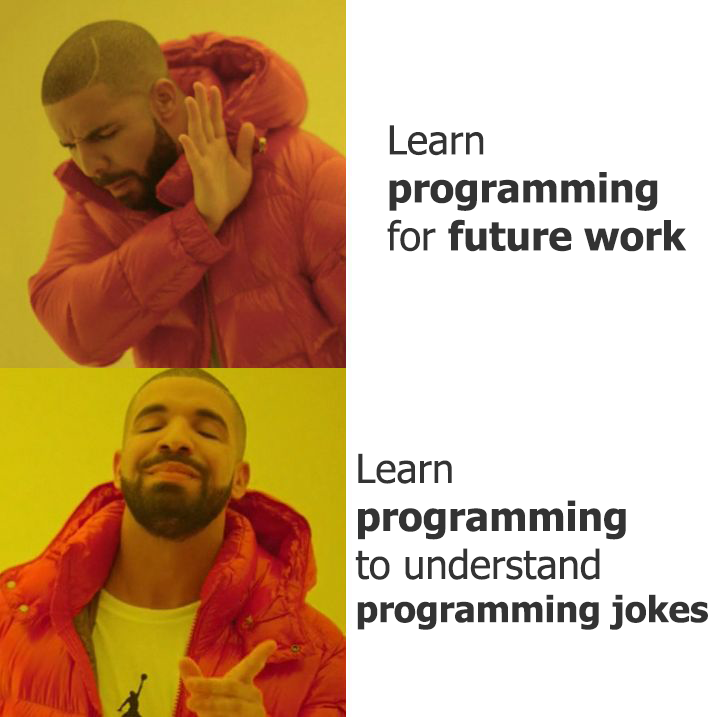 Learn
programming
for future work
Learn
programming
to understand
programming jokes